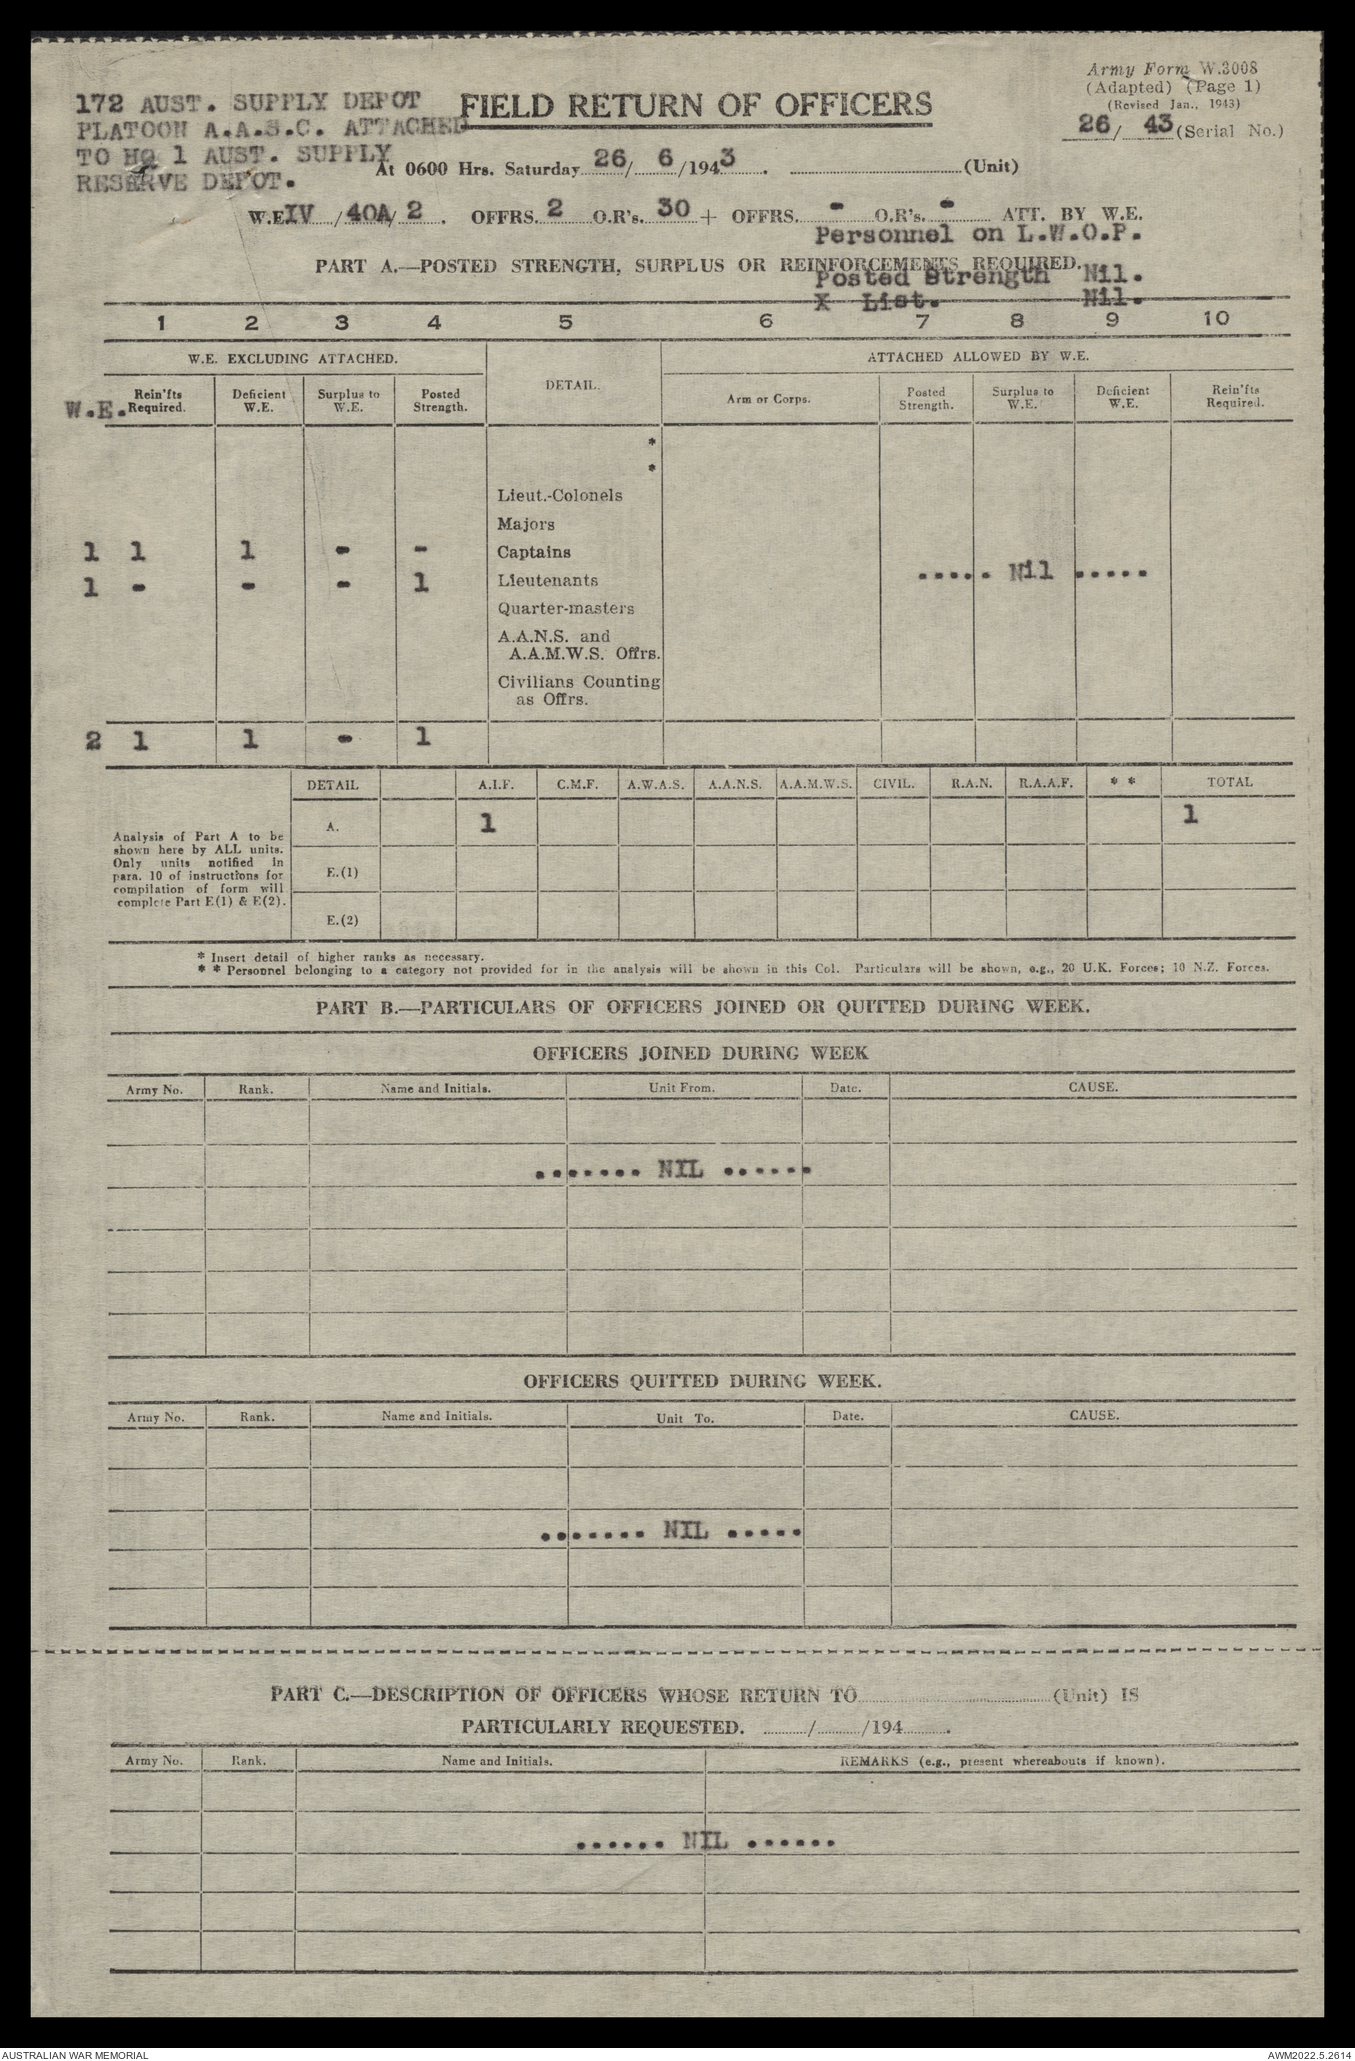 Army Form W.3008
(Adapted) (Page 1)
(Revised Jan., 1943)
26/ 43 (Serial No.)
172 AUST. SUPPLY DEPOT
PLATOON A.A.S.C. ATTACHED
TO HQ 1 AUST. SUPPLY
RESERVE DEPOT.
FIELD RETURN OF OFFICERS
At 0600 Hrs. Saturday 26/ 6 /1943. (Unit)
W.E. IV / 40A/ 2 . OFFRS. 2 O.R's. 30 + OFFRS. - O.R's. - ATT. BY W.E.
Personnel on L.W.O.P.
PART A.—POSTED STRENGTH, SURPLUS OR REINFORCEMENTS REQUIRED.
Posted Strength Nil.
X List. Nil.
1 2 3 4 5 6 7 8 9 10
W.E. EXCLUDING ATTACHED. DETAIL. ATTACHED ALLOWED BY W.E.
W.E. Rein'fts Required. Deficient W.E. Surplus to W.E. Posted Strength. Arm or Corps. Posted Strength. Surplus to W.E. Deficient W.E. Rein'fts Required.
*
*
Lieut.-Colonels
Majors
1 1 1 - - Captains
1 - - - 1 Lieutenants ..... Nil .....
Quarter-masters
A.A.N.S. and
A.A.M.W.S. Offrs.
Civilians Counting
as Offrs.
2 1 1 - 1
DETAIL A.I.F. C.M.F. A.W.A.S. A.A.N.S. A.A.M.W.S. CIVIL. R.A.N. R.A.A.F. * * TOTAL
Analysis of Part A to be
shown here by ALL units.
Only units notified in
para. 10 of instructions for
compilation of form will
complete Part E(1) & E(2).
A. 1 1
E.(1)
E.(2)
* Insert detail of higher ranks as necessary.
* * Personnel belonging to a category not provided for in the analysis will be shown in this Col. Particulars will be shown, e.g., 20 U.K. Forces; 10 N.Z. Forces.
PART B.—PARTICULARS OF OFFICERS JOINED OR QUITTED DURING WEEK.
OFFICERS JOINED DURING WEEK
Army No. Rank. Name and Initials. Unit From. Date. CAUSE.
....... NIL ......
OFFICERS QUITTED DURING WEEK.
Army No. Rank. Name and Initials. Unit To. Date. CAUSE.
....... NIL .....
PART C.—DESCRIPTION OF OFFICERS WHOSE RETURN TO (Unit) IS
PARTICULARLY REQUESTED. / /194 .
Army No. Rank. Name and Initials. REMARKS (e.g., present whereabouts if known).
...... NIL ......
AUSTRALIAN WAR MEMORIAL AWM2022.5.2614